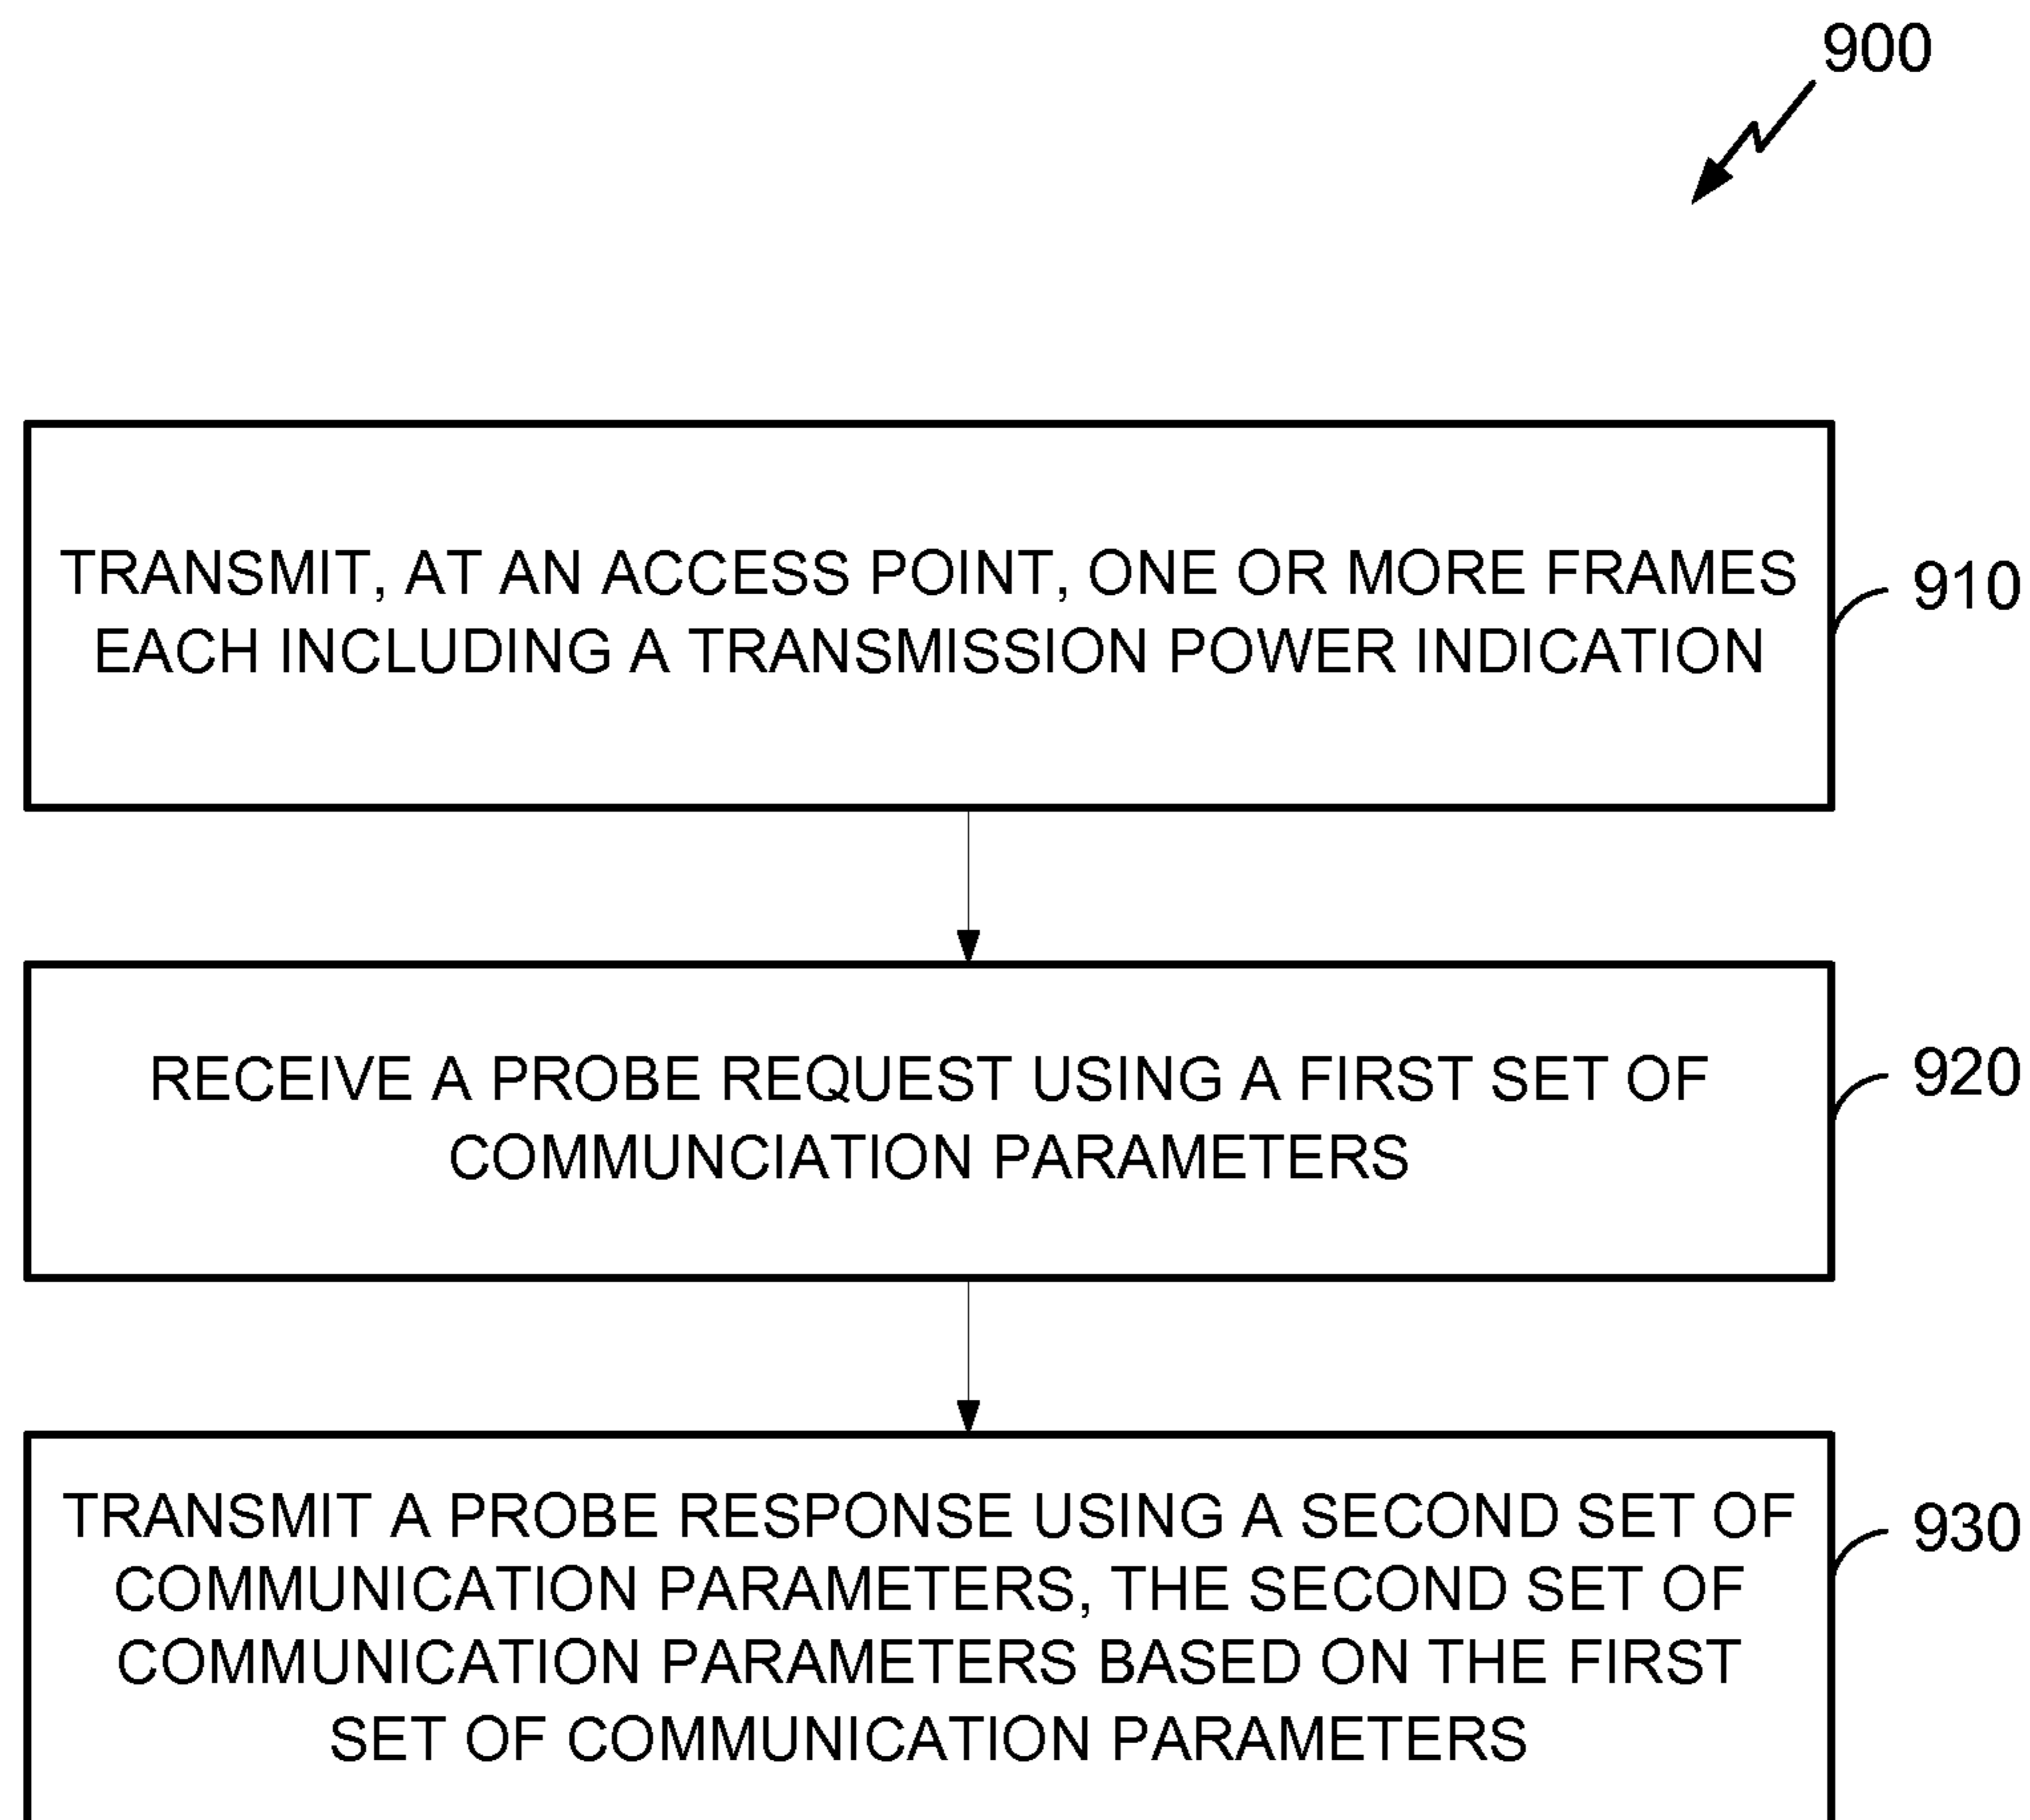 900
TRANSMIT, AT AN ACCESS POINT, ONE OR MORE FRAMES
EACH INCLUDING A TRANSMISSION POWER INDICATION
910
RECEIVE A PROBE REQUEST USING A FIRST SET OF
COMMUNCIATION PARAMETERS
920
TRANSMIT A PROBE RESPONSE USING A SECOND SET OF
COMMUNICATION PARAMETERS, THE SECOND SET OF
COMMUNICATION PARAMETERS BASED ON THE FIRST
SET OF COMMUNICATION PARAMETERS
930